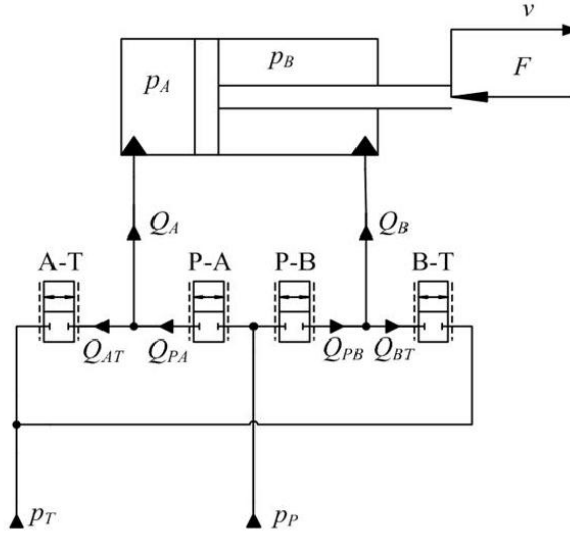 v
p_B
F
p_A
Q_A
Q_B
A-T
P-A
P-B
B-T
Q_AT
Q_PA
Q_PB
Q_BT
p_T
p_P